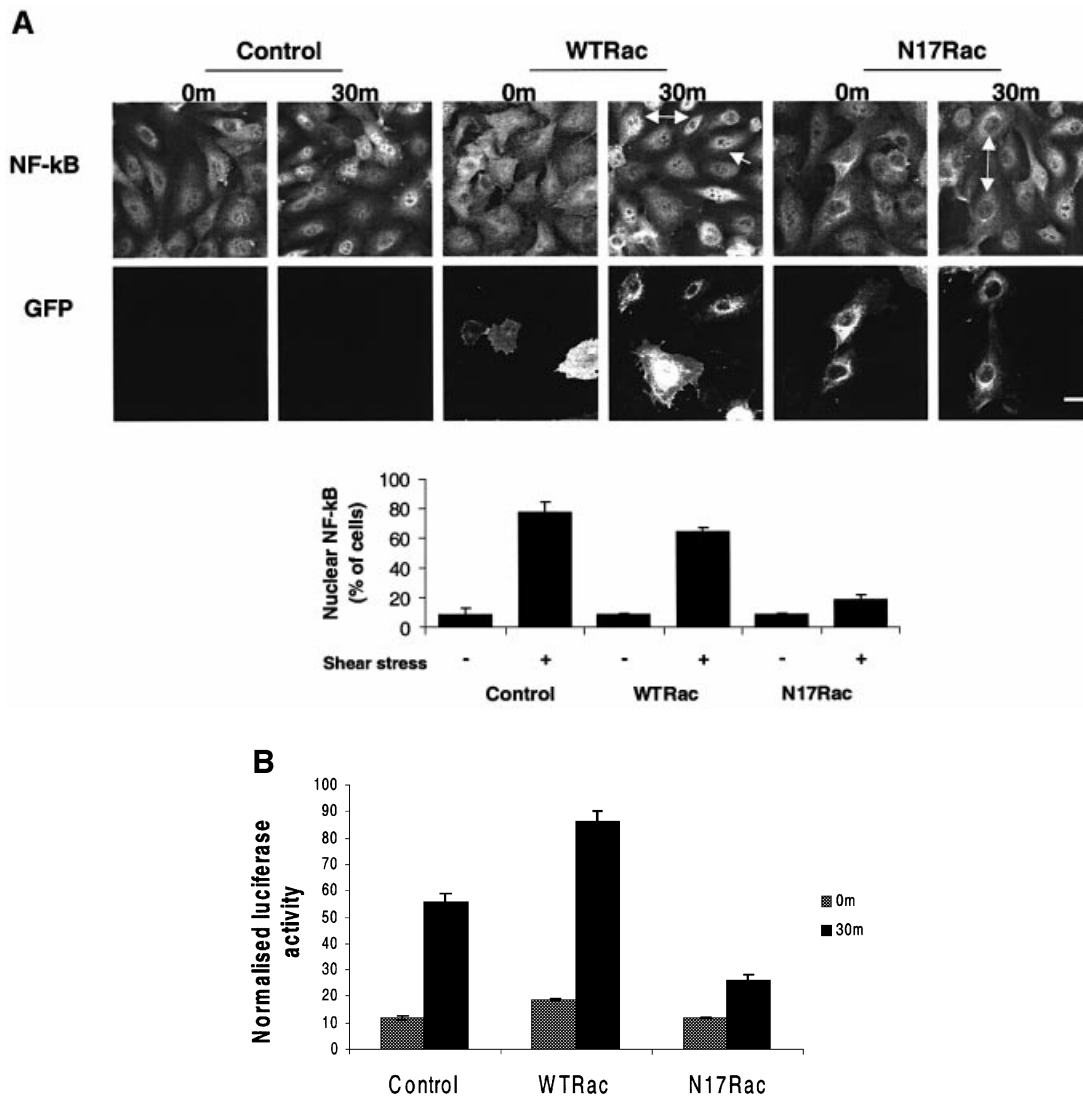 A
Control WTRac N17Rac
0m 30m 0m 30m 0m 30m
NF-kB
GFP
Nuclear NF-kB
(% of cells)
100
80
60
40
20
0
Shear stress - + - + - +
Control WTRac N17Rac
B
Normalised luciferase
activity
100
90
80
70
60
50
40
30
20
10
0
0m
30m
Control WTRac N17Rac